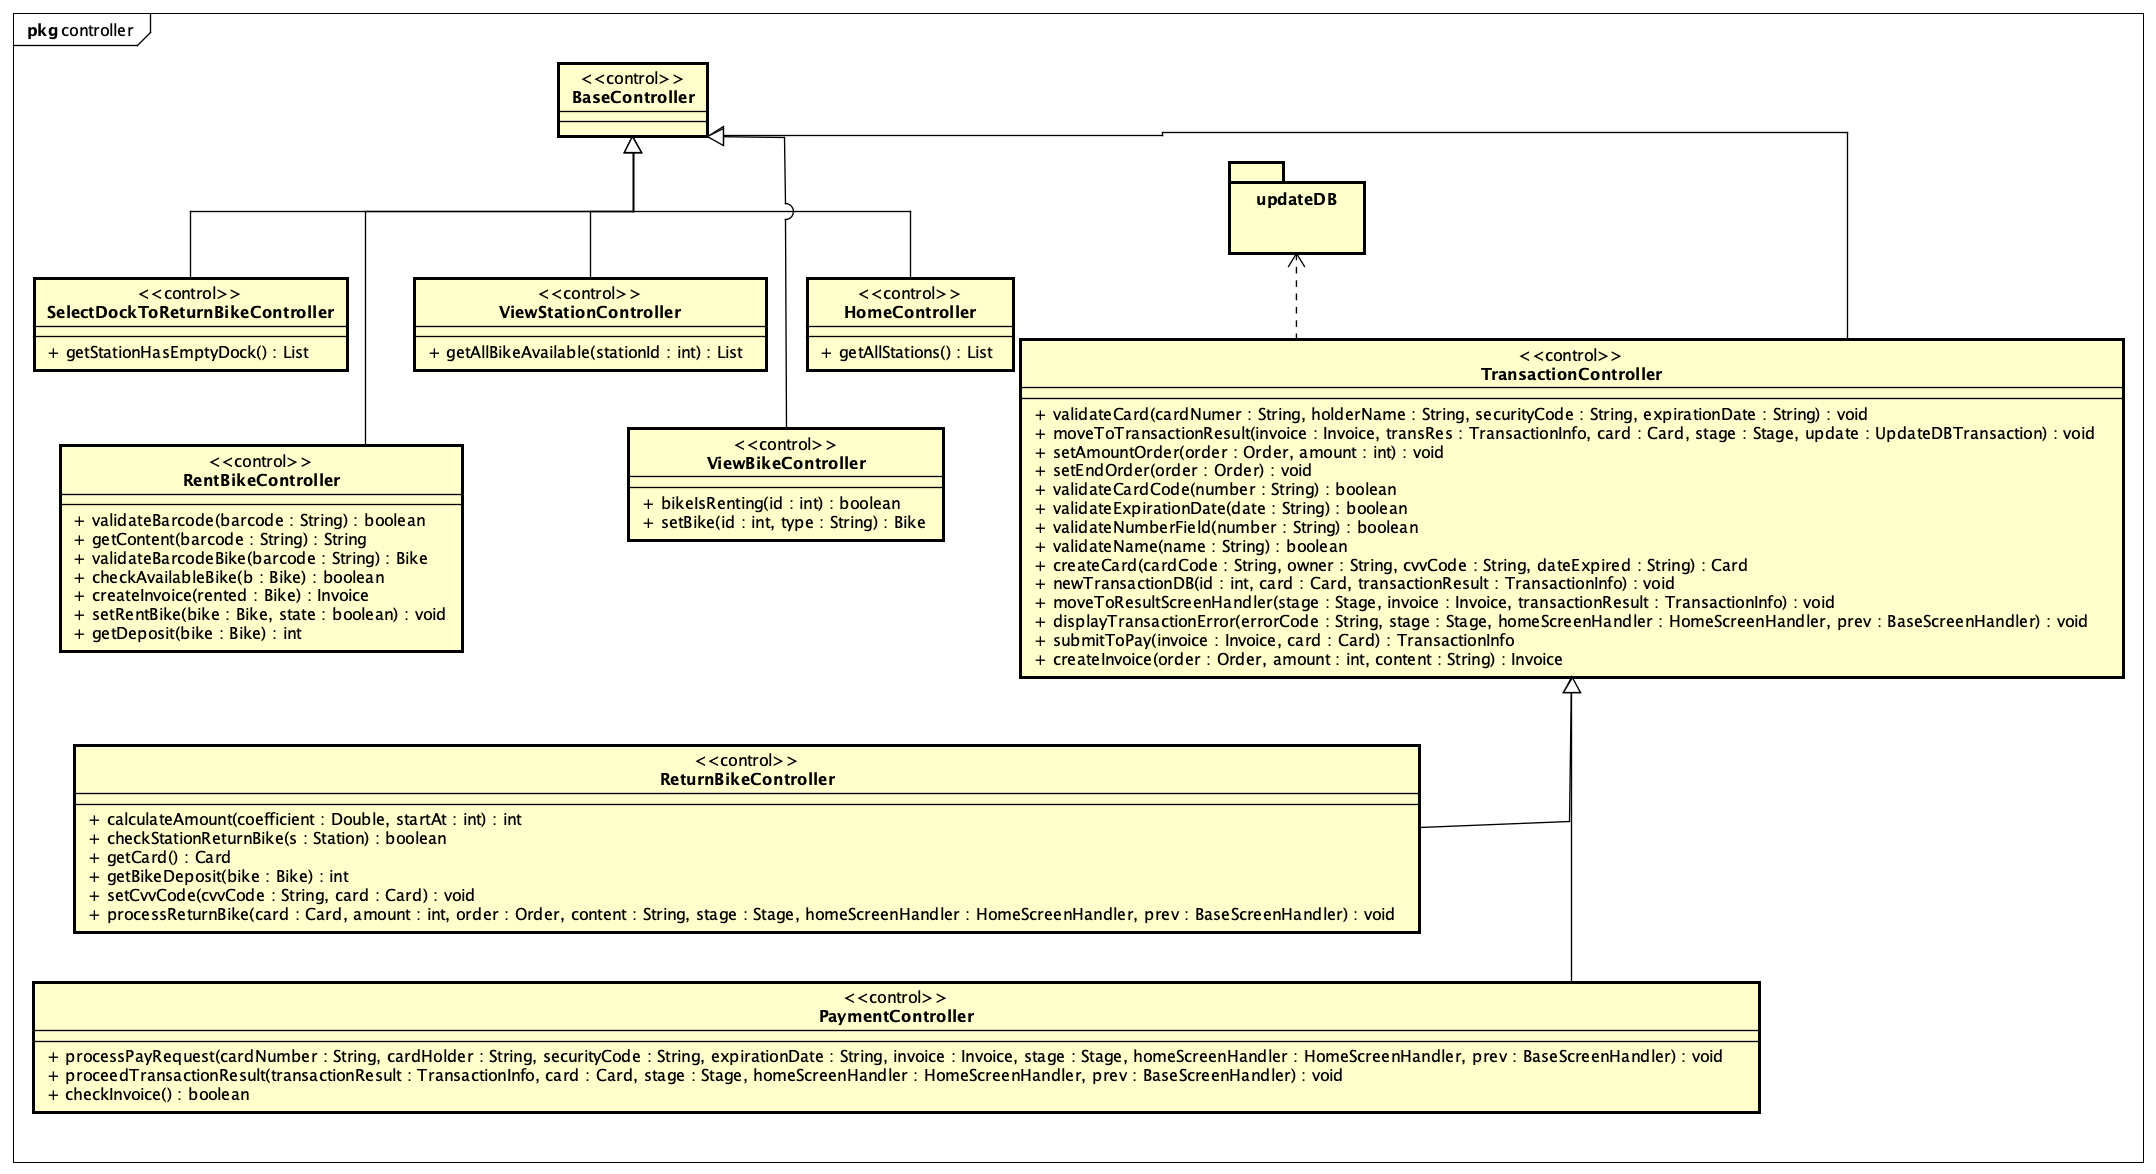 pkg controller
<<control>>
BaseController
updateDB
<<control>>
SelectDockToReturnBikeController
+ getStationHasEmptyDock() : List
<<control>>
ViewStationController
+ getAllBikeAvailable(stationId : int) : List
<<control>>
HomeController
+ getAllStations() : List
<<control>>
TransactionController
+ validateCard(cardNumer : String, holderName : String, securityCode : String, expirationDate : String) : void
+ moveToTransactionResult(invoice : Invoice, transRes : TransactionInfo, card : Card, stage : Stage, update : UpdateDBTransaction) : void
+ setAmountOrder(order : Order, amount : int) : void
+ setEndOrder(order : Order) : void
+ validateCardCode(number : String) : boolean
+ validateExpirationDate(date : String) : boolean
+ validateNumberField(number : String) : boolean
+ validateName(name : String) : boolean
+ createCard(cardCode : String, owner : String, cvvCode : String, dateExpired : String) : Card
+ newTransactionDB(id : int, card : Card, transactionResult : TransactionInfo) : void
+ moveToResultScreenHandler(stage : Stage, invoice : Invoice, transactionResult : TransactionInfo) : void
+ displayTransactionError(errorCode : String, stage : Stage, homeScreenHandler : HomeScreenHandler, prev : BaseScreenHandler) : void
+ submitToPay(invoice : Invoice, card : Card) : TransactionInfo
+ createInvoice(order : Order, amount : int, content : String) : Invoice
<<control>>
RentBikeController
+ validateBarcode(barcode : String) : boolean
+ getContent(barcode : String) : String
+ validateBarcodeBike(barcode : String) : Bike
+ checkAvailableBike(b : Bike) : boolean
+ createInvoice(rented : Bike) : Invoice
+ setRentBike(bike : Bike, state : boolean) : void
+ getDeposit(bike : Bike) : int
<<control>>
ViewBikeController
+ bikeIsRenting(id : int) : boolean
+ setBike(id : int, type : String) : Bike
<<control>>
ReturnBikeController
+ calculateAmount(coefficient : Double, startAt : int) : int
+ checkStationReturnBike(s : Station) : boolean
+ getCard() : Card
+ getBikeDeposit(bike : Bike) : int
+ setCvvCode(cvvCode : String, card : Card) : void
+ processReturnBike(card : Card, amount : int, order : Order, content : String, stage : Stage, homeScreenHandler : HomeScreenHandler, prev : BaseScreenHandler) : void
<<control>>
PaymentController
+ processPayRequest(cardNumber : String, cardHolder : String, securityCode : String, expirationDate : String, invoice : Invoice, stage : Stage, homeScreenHandler : HomeScreenHandler, prev : BaseScreenHandler) : void
+ proceedTransactionResult(transactionResult : TransactionInfo, card : Card, stage : Stage, homeScreenHandler : HomeScreenHandler, prev : BaseScreenHandler) : void
+ checkInvoice() : boolean